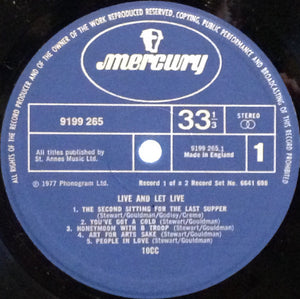 ALL RIGHTS OF THE RECORD PRODUCER AND OF THE OWNER OF THE WORK RECORDED RESERVED. COPYING, PUBLIC PERFORMANCE AND BROADCASTING OF THIS RECORD PROHIBITED
mercury
9199 265
33 1/3
STEREO
All titles published by
St. Annes Music Ltd.
9199 265.1
Made in England
1
℗ 1977 Phonogram Ltd.
Record 1 of a 2 Record Set No. 6641 698
LIVE AND LET LIVE
1. THE SECOND SITTING FOR THE LAST SUPPER
(Stewart/Gouldman/Godley/Creme)
2. YOU'VE GOT A COLD (Stewart/Gouldman)
3. HONEYMOON WITH B TROOP (Stewart/Gouldman)
4. ART FOR ARTS SAKE (Stewart/Gouldman)
5. PEOPLE IN LOVE (Stewart/Gouldman)
10CC